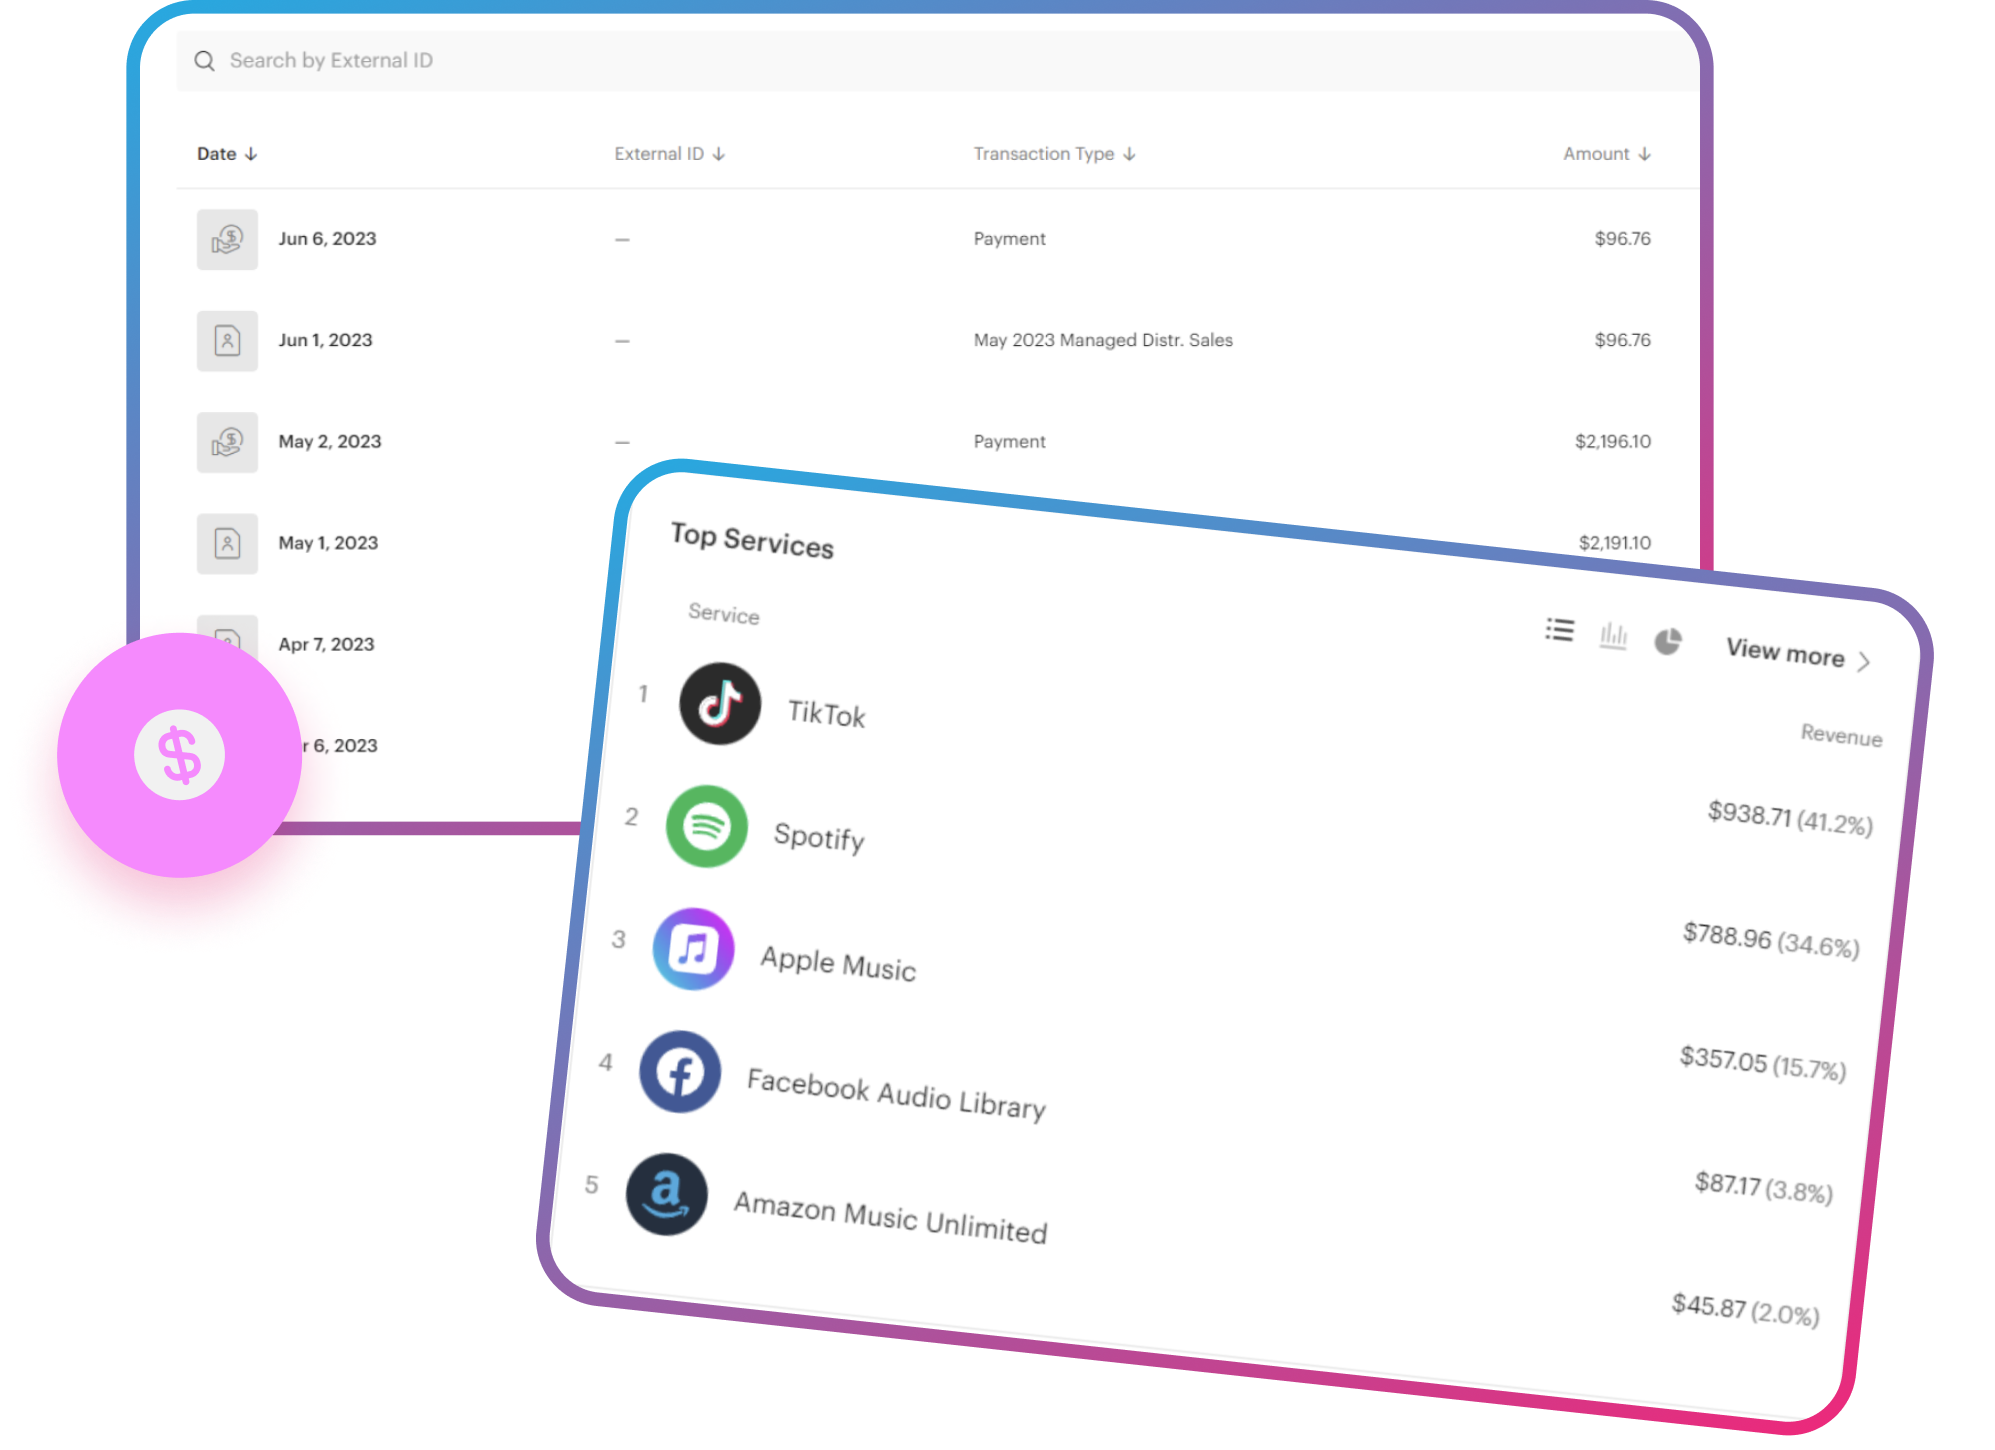 Search by External ID
Date ↓ External ID ↓ Transaction Type ↓ Amount ↓
Jun 6, 2023 — Payment $96.76
Jun 1, 2023 — May 2023 Managed Distr. Sales $96.76
May 2, 2023 — Payment $2,196.10
May 1, 2023 $2,191.10
Apr 7, 2023
r 6, 2023
$
Top Services
View more >
Service Revenue
1 TikTok $938.71 (41.2%)
2 Spotify $788.96 (34.6%)
3 Apple Music $357.05 (15.7%)
4 Facebook Audio Library $87.17 (3.8%)
5 Amazon Music Unlimited $45.87 (2.0%)